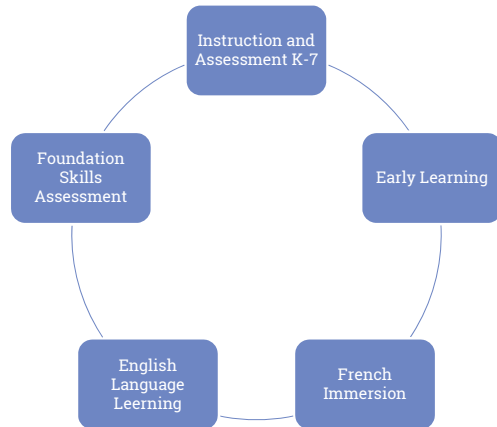 Instruction and
Assessment K-7
Early Learning
French
Immersion
English
Language
Leerning
Foundation
Skills
Assessment